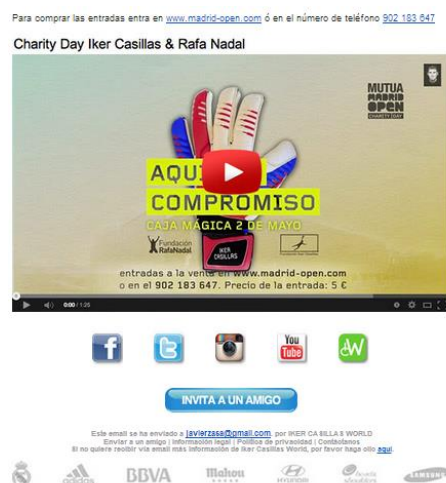 Para comprar las entradas entra en www.madrid-open.com ó en el número de teléfono 902 183 647
Charity Day Iker Casillas & Rafa Nadal
MUTUA
MADRID
OPEN
CHARITY DAY
AQUÍ
COMPROMISO
CAJA MÁGICA 2 DE MAYO
Fundación
RafaNadal
IKER
CASILLAS
entradas a la venta en www.madrid-open.com
o en el 902 183 647. Precio de la entrada: 5 €
0:00 / 1:25
You
Tube
INVITA A UN AMIGO
Este email se ha enviado a javierzasa@gmail.com, por IKER CASILLAS WORLD
Enviar a un amigo | Información legal | Política de privacidad | Contáctanos
Si no quiere recibir vía email más información de Iker Casillas World, por favor haga clic aquí.
adidas
BBVA
Mahou
HYUNDAI
SAMSUNG